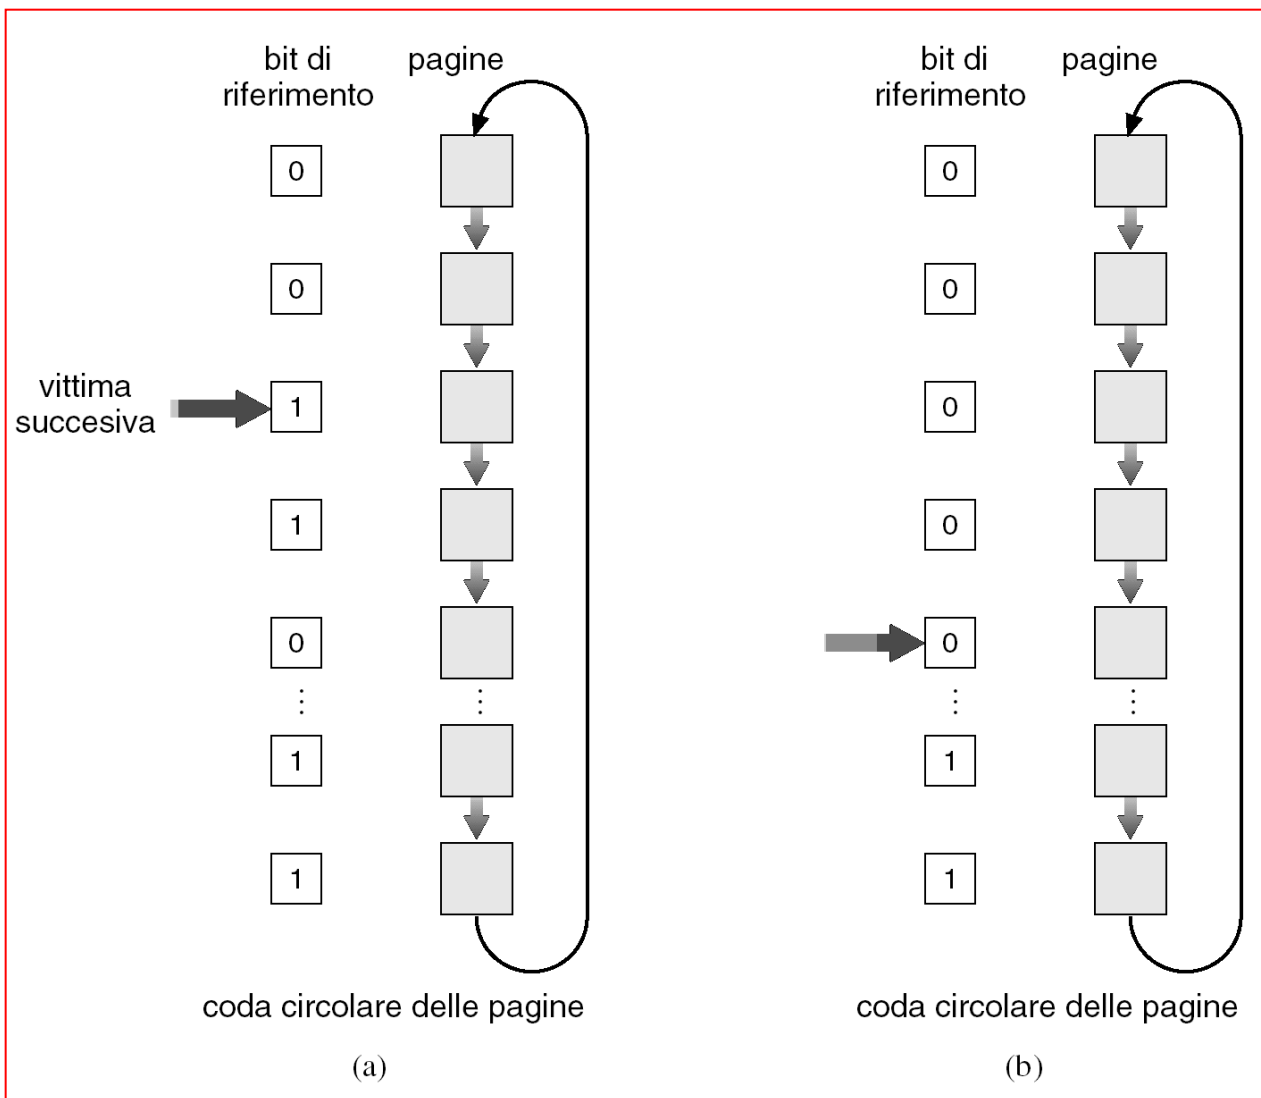 bit di
riferimento
pagine
0
0
vittima
succesiva
1
1
0
1
1
coda circolare delle pagine
(a)
bit di
riferimento
pagine
0
0
0
0
0
1
1
coda circolare delle pagine
(b)